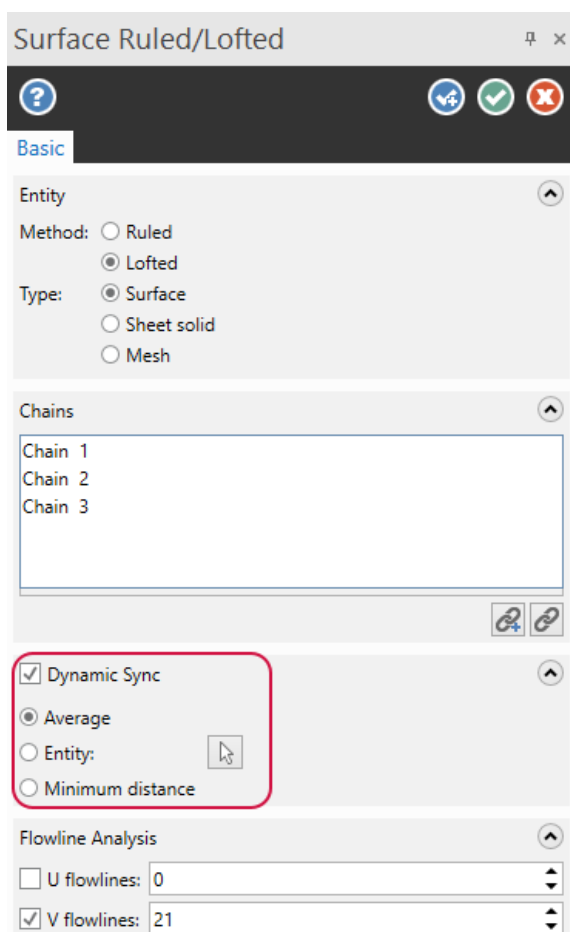 Surface Ruled/Lofted
Basic
Entity
Method: Ruled
Lofted
Type: Surface
Sheet solid
Mesh
Chains
Chain 1
Chain 2
Chain 3
Dynamic Sync
Average
Entity:
Minimum distance
Flowline Analysis
U flowlines: 0
V flowlines: 21